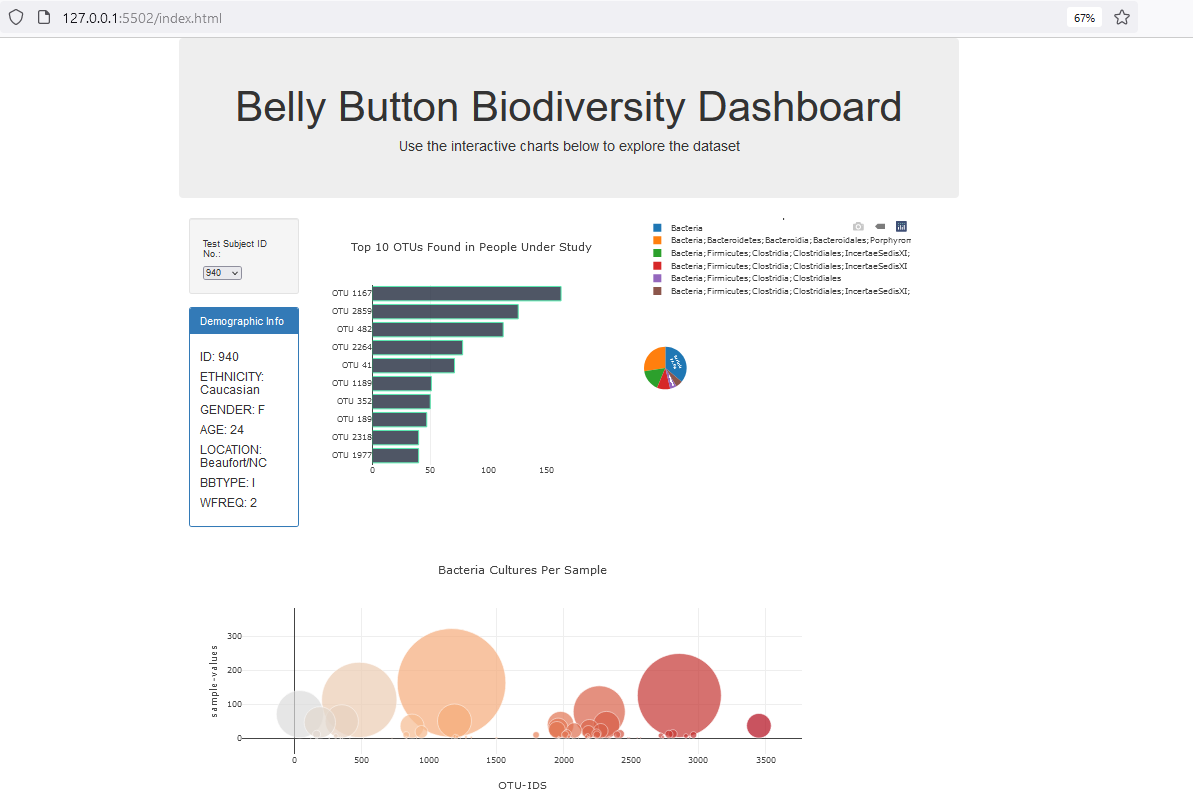 127.0.0.1:5502/index.html
67%
Belly Button Biodiversity Dashboard
Use the interactive charts below to explore the dataset
Test Subject ID
No.:
940
Demographic Info
ID: 940
ETHNICITY:
Caucasian
GENDER: F
AGE: 24
LOCATION:
Beaufort/NC
BBTYPE: I
WFREQ: 2
Top 10 OTUs Found in People Under Study
OTU 1167
OTU 2859
OTU 482
OTU 2264
OTU 41
OTU 1189
OTU 352
OTU 189
OTU 2318
OTU 1977
0 50 100 150
Bacteria
Bacteria;Bacteroidetes;Bacteroidia;Bacteroidales;Porphyrom
Bacteria;Firmicutes;Clostridia;Clostridiales;IncertaeSedisXI;
Bacteria;Firmicutes;Clostridia;Clostridiales;IncertaeSedisXI
Bacteria;Firmicutes;Clostridia;Clostridiales
Bacteria;Firmicutes;Clostridia;Clostridiales;IncertaeSedisXI;
Bacteria Cultures Per Sample
sample-values
300
200
100
0
0 500 1000 1500 2000 2500 3000 3500
OTU-IDS